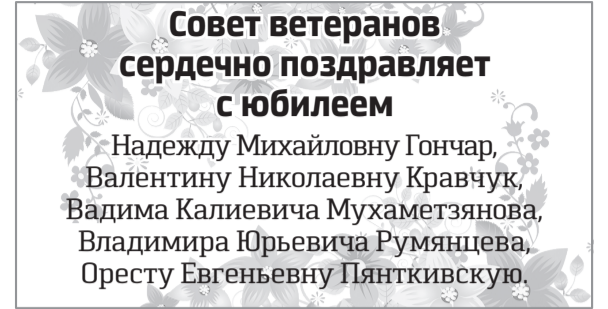 Совет ветеранов
сердечно поздравляет
с юбилеем
Надежду Михайловну Гончар,
Валентину Николаевну Кравчук,
Вадима Калиевича Мухаметзянова,
Владимира Юрьевича Румянцева,
Оресту Евгеньевну Пянткивскую.